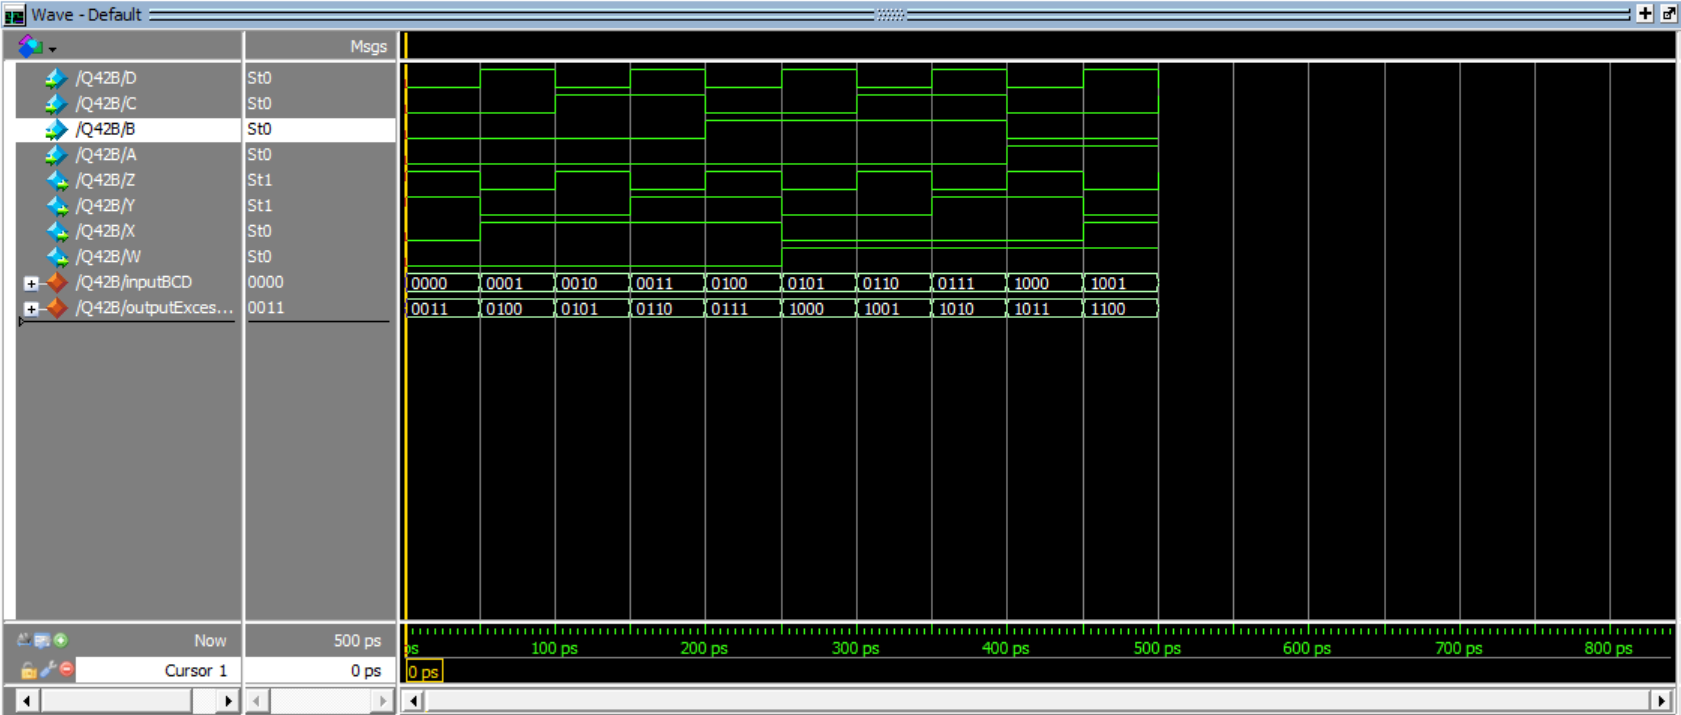 Wave - Default
Msgs
/Q42B/D St0
/Q42B/C St0
/Q42B/B St0
/Q42B/A St0
/Q42B/Z St1
/Q42B/Y St1
/Q42B/X St0
/Q42B/W St0
/Q42B/inputBCD 0000 0000 0001 0010 0011 0100 0101 0110 0111 1000 1001
/Q42B/outputExces... 0011 0011 0100 0101 0110 0111 1000 1001 1010 1011 1100
Now 500 ps ps 100 ps 200 ps 300 ps 400 ps 500 ps 600 ps 700 ps 800 ps
Cursor 1 0 ps 0 ps